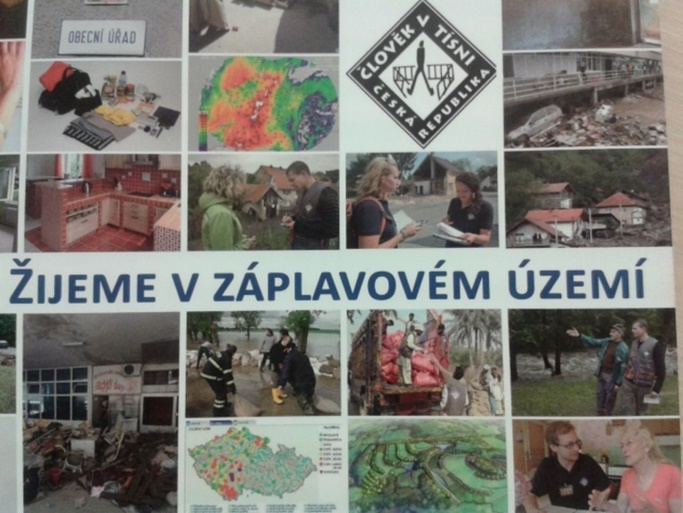 OBECNÍ ÚŘAD
ČLOVĚK V TÍSNI
ČESKÁ REPUBLIKA
ŽIJEME V ZÁPLAVOVÉM ÚZEMÍ